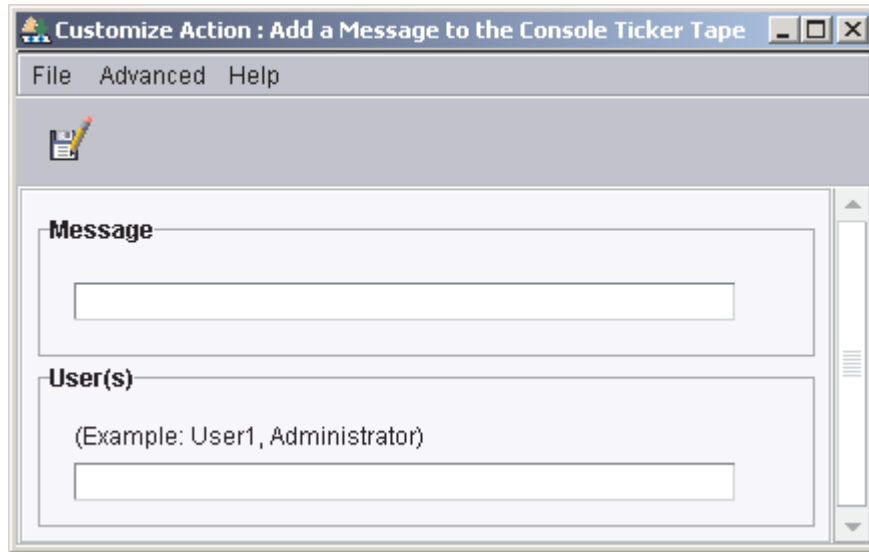 Customize Action : Add a Message to the Console Ticker Tape
File Advanced Help
Message
User(s)
(Example: User1, Administrator)